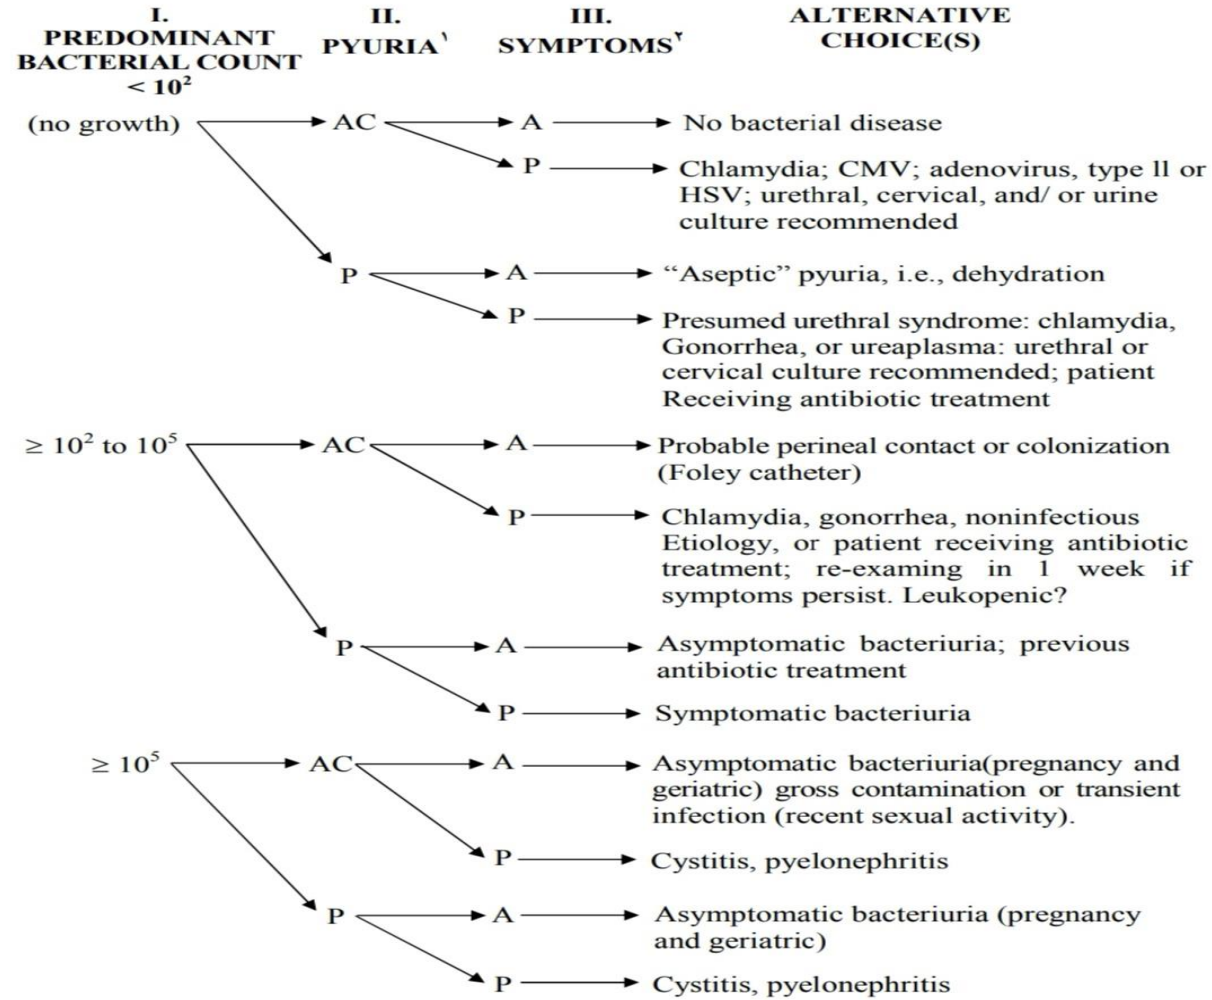 I.
PREDOMINANT
BACTERIAL COUNT
< 10²
II.
PYURIA١
III.
SYMPTOMS٢
ALTERNATIVE
CHOICE(S)
(no growth)
AC
A
No bacterial disease
P
Chlamydia; CMV; adenovirus, type ll or
HSV; urethral, cervical, and/ or urine
culture recommended
P
A
“Aseptic” pyuria, i.e., dehydration
P
Presumed urethral syndrome: chlamydia,
Gonorrhea, or ureaplasma: urethral or
cervical culture recommended; patient
Receiving antibiotic treatment
≥ 10² to 10⁵
AC
A
Probable perineal contact or colonization
(Foley catheter)
P
Chlamydia, gonorrhea, noninfectious
Etiology, or patient receiving antibiotic
treatment; re-examing in 1 week if
symptoms persist. Leukopenic?
P
A
Asymptomatic bacteriuria; previous
antibiotic treatment
P
Symptomatic bacteriuria
≥ 10⁵
AC
A
Asymptomatic bacteriuria(pregnancy and
geriatric) gross contamination or transient
infection (recent sexual activity).
P
Cystitis, pyelonephritis
P
A
Asymptomatic bacteriuria (pregnancy
and geriatric)
P
Cystitis, pyelonephritis